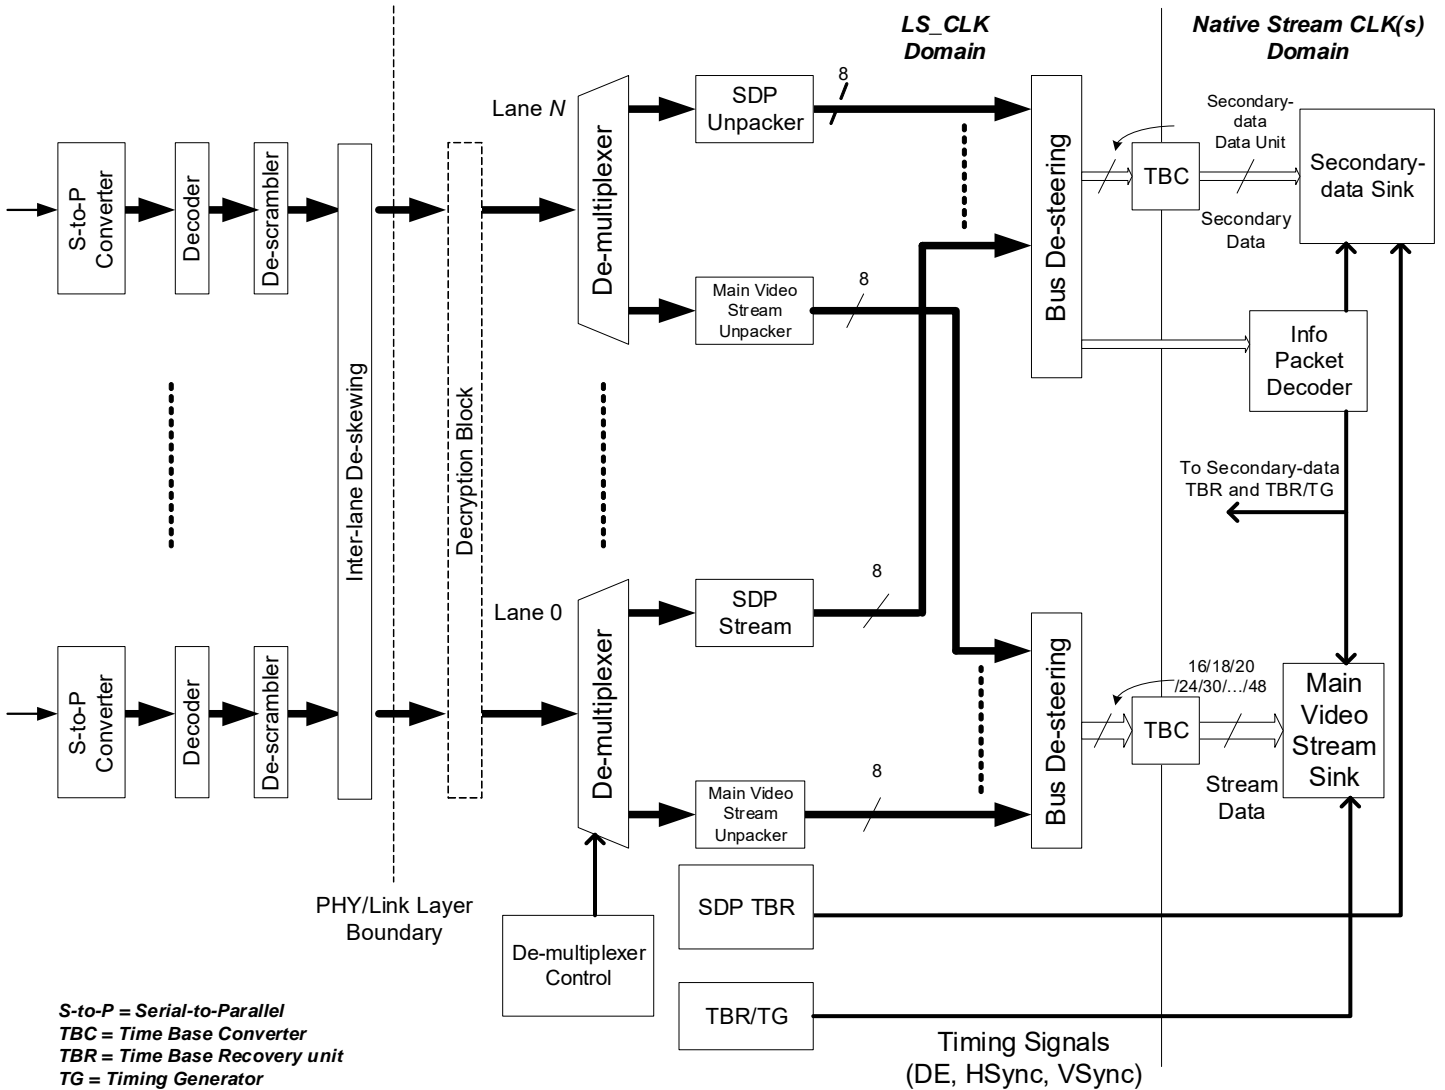 LS_CLK
Domain
Native Stream CLK(s)
Domain
Lane N
SDP
Unpacker
8
Secondary-
data
Data Unit
TBC
Secondary-
data Sink
Secondary
Data
S-to-P
Converter
Decoder
De-scrambler
De-multiplexer
Bus De-steering
Main Video
Stream
Unpacker
8
Info
Packet
Decoder
Inter-lane De-skewing
Decryption Block
To Secondary-data
TBR and TBR/TG
Lane 0
SDP
Stream
8
S-to-P
Converter
Decoder
De-scrambler
De-multiplexer
Bus De-steering
16/18/20
/24/30/.../48
TBC
Main
Video
Stream
Sink
Stream
Data
Main Video
Stream
Unpacker
8
PHY/Link Layer
Boundary
De-multiplexer
Control
SDP TBR
TBR/TG
Timing Signals
(DE, HSync, VSync)
S-to-P = Serial-to-Parallel
TBC = Time Base Converter
TBR = Time Base Recovery unit
TG = Timing Generator